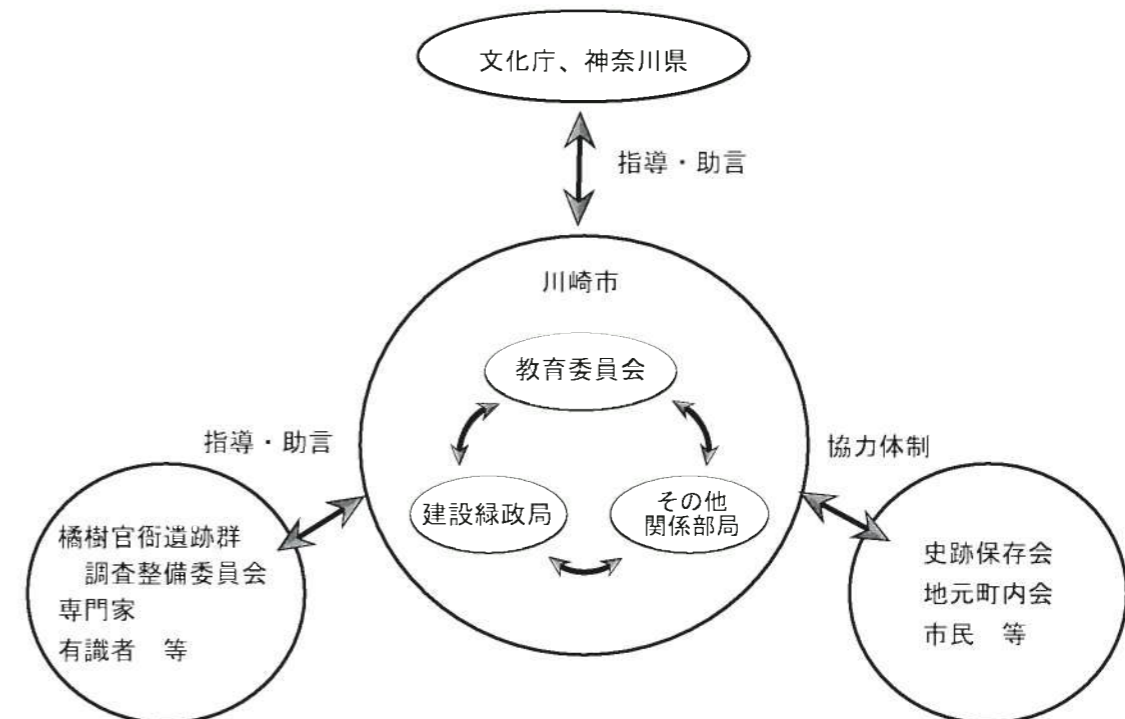 文化庁、神奈川県
指導・助言
川崎市
教育委員会
建設緑政局
その他
関係部局
指導・助言
橘樹官衙遺跡群
調査整備委員会
専門家
有識者　等
協力体制
史跡保存会
地元町内会
市民　等